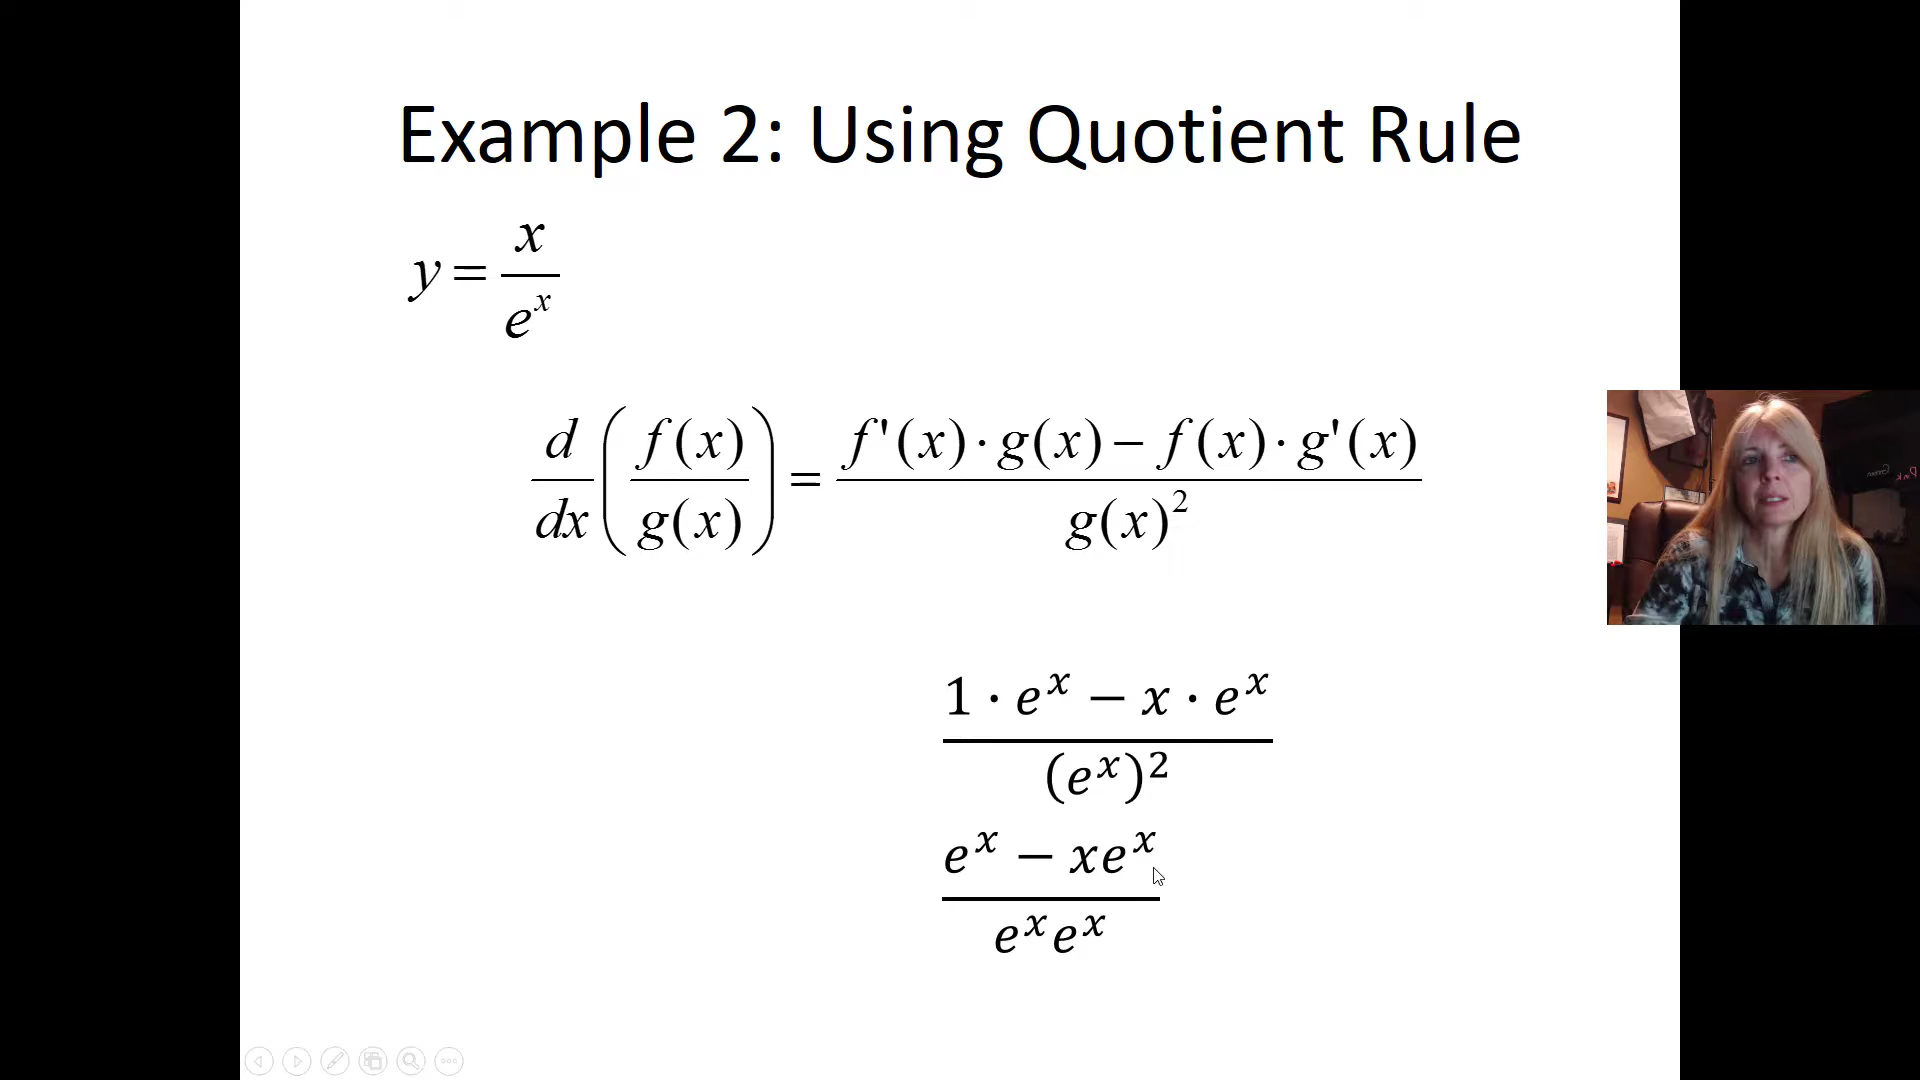 Example 2: Using Quotient Rule
y = x / e^x
d/dx ( f(x) / g(x) ) = ( f'(x) · g(x) − f(x) · g'(x) ) / g(x)^2
( 1 · e^x − x · e^x ) / (e^x)^2
( e^x − xe^x ) / e^x e^x